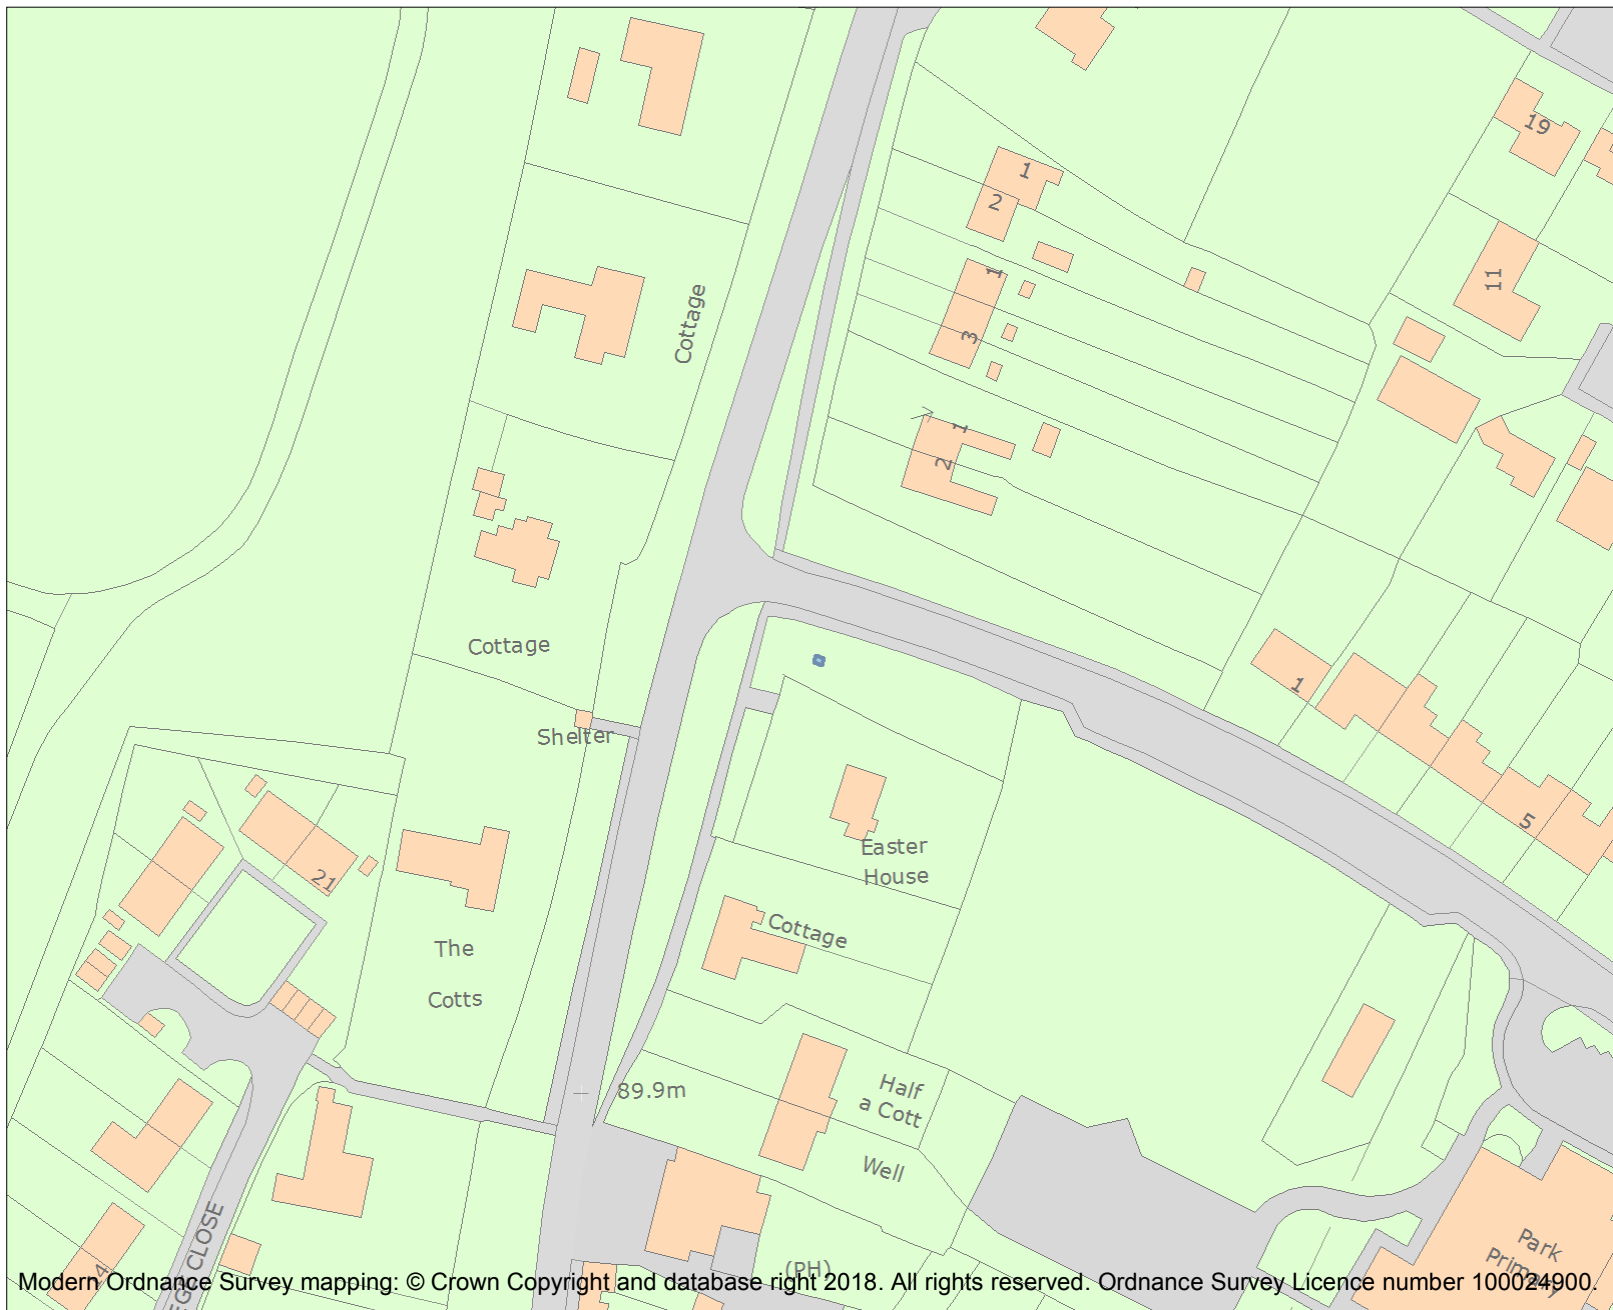 19
1
2
11
1
Cottage
3
1
2
Cottage
1
Shelter
5
Easter
House
21
Cottage
The
Cotts
Half
a Cott
89.9m
Well
CLOSE
Park
(PH)
14
Modern Ordnance Survey mapping: © Crown Copyright and database right 2018. All rights reserved. Ordnance Survey Licence number 100024900.